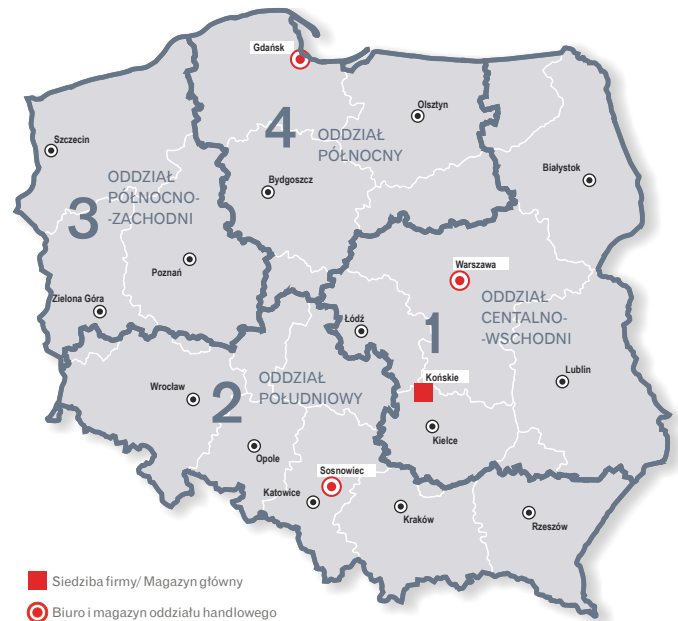 Gdańsk
Olsztyn
4
ODDZIAŁ
PÓŁNOCNY
Szczecin
Białystok
Bydgoszcz
3
ODDZIAŁ
PÓŁNOCNO-
-ZACHODNI
Poznań
Warszawa
Zielona Góra
Łódź
1
ODDZIAŁ
CENTALNO-
-WSCHODNI
Końskie
Lublin
Wrocław
2
ODDZIAŁ
POŁUDNIOWY
Kielce
Opole
Sosnowiec
Katowice
Kraków
Rzeszów
Siedziba firmy/ Magazyn główny
Biuro i magazyn oddziału handlowego